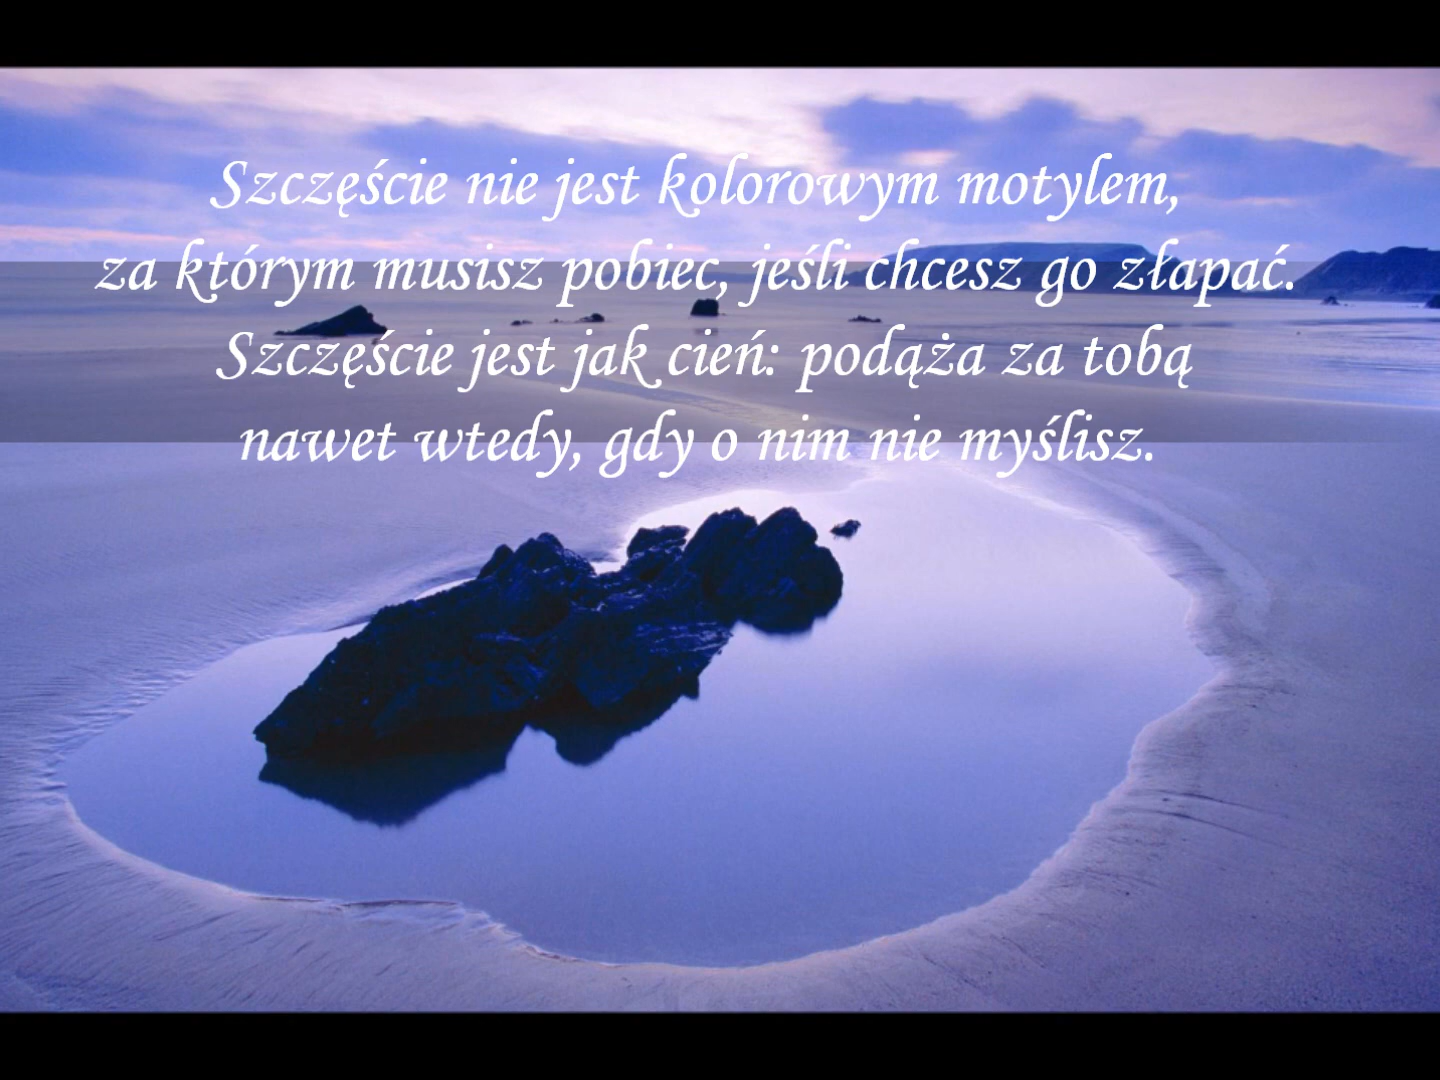 Szczęście nie jest kolorowym motylem,
za którym musisz pobiec, jeśli chcesz go złapać.
Szczęście jest jak cień: podąża za tobą
nawet wtedy, gdy o nim nie myślisz.